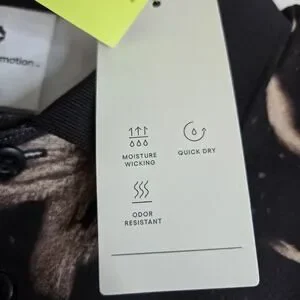 motion
MOISTURE
WICKING
QUICK DRY
ODOR
RESISTANT